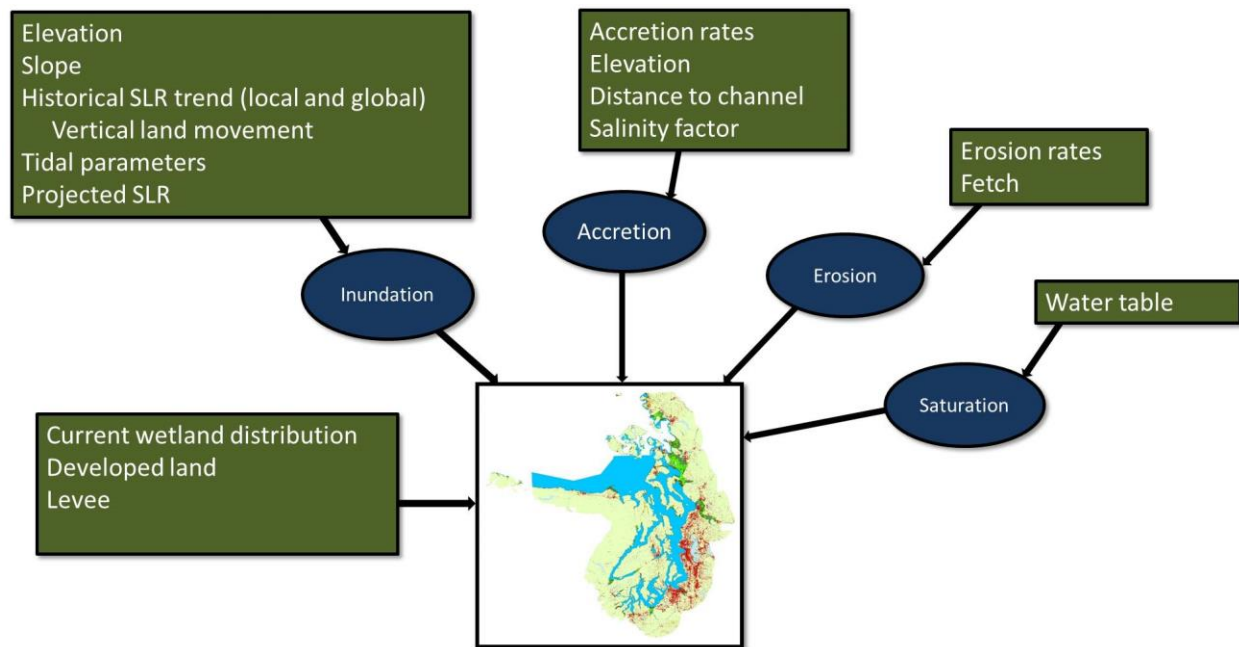 Elevation
Slope
Historical SLR trend (local and global)
Vertical land movement
Tidal parameters
Projected SLR
Accretion rates
Elevation
Distance to channel
Salinity factor
Erosion rates
Fetch
Water table
Inundation
Accretion
Erosion
Saturation
Current wetland distribution
Developed land
Levee